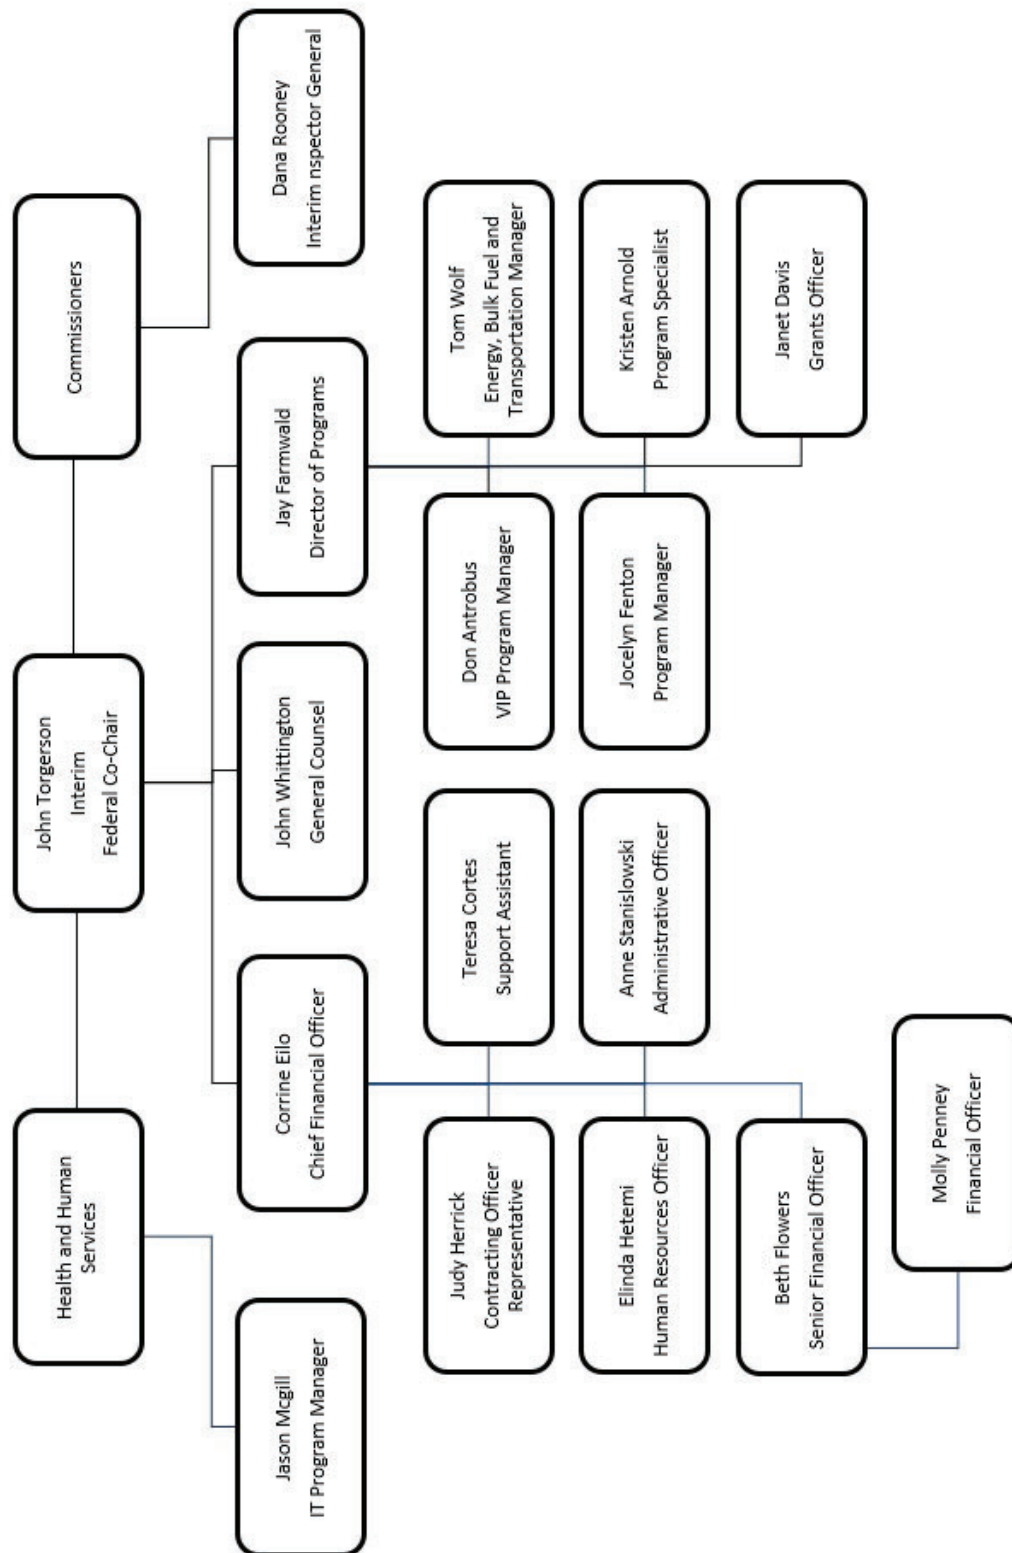 Health and Human
Services
John Torgerson
Interim
Federal Co-Chair
Commissioners
Jason Mcgill
IT Program Manager
Corrine Eilo
Chief Financial Officer
John Whittington
General Counsel
Jay Farmwald
Director of Programs
Dana Rooney
Interim nspector General
Judy Herrick
Contracting Officer
Representative
Teresa Cortes
Support Assistant
Don Antrobus
VIP Program Manager
Tom Wolf
Energy, Bulk Fuel and
Transportation Manager
Elinda Hetemi
Human Resources Officer
Anne Stanislowski
Administrative Officer
Jocelyn Fenton
Program Manager
Kristen Arnold
Program Specialist
Beth Flowers
Senior Financial Officer
Janet Davis
Grants Officer
Molly Penney
Financial Officer